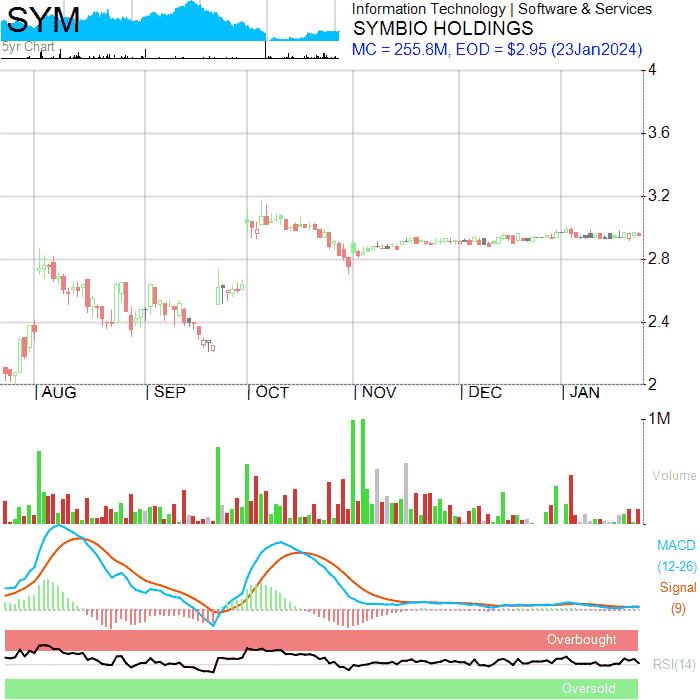 SYM
5yr Chart
Information Technology | Software & Services
SYMBIO HOLDINGS
MC = 255.8M, EOD = $2.95 (23Jan2024)
4
3.6
3.2
2.8
2.4
2
| AUG | SEP | OCT | NOV | DEC | JAN
1M
Volume
MACD
(12-26)
Signal
(9)
Overbought
RSI(14)
Oversold